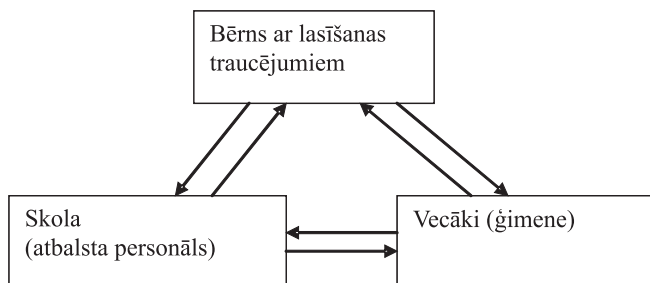 Bērns ar lasīšanas
traucējumiem
Skola
(atbalsta personāls)
Vecāki (ģimene)